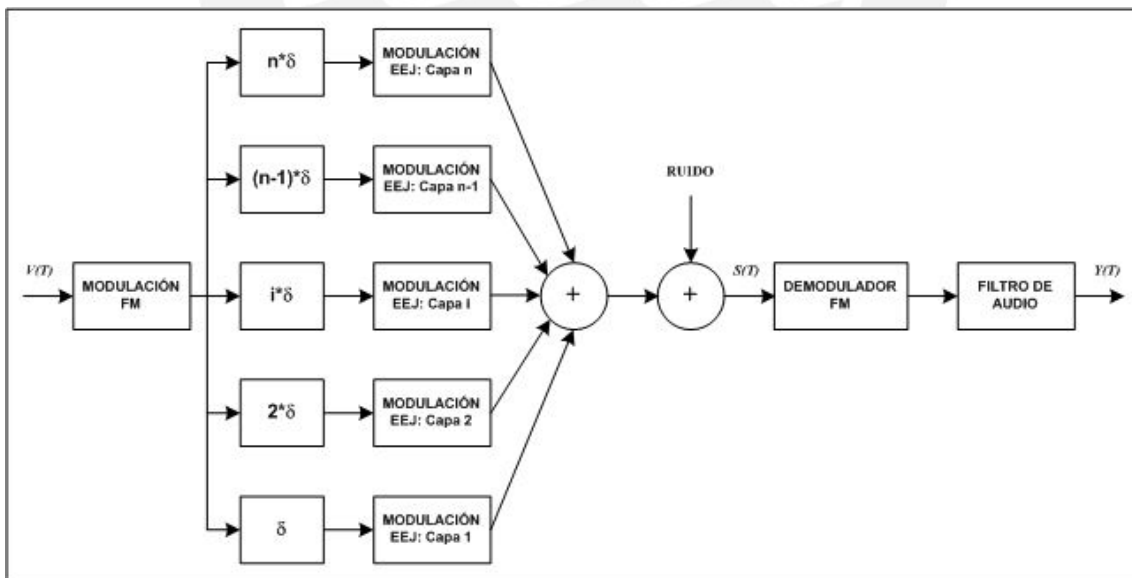 n*δ
MODULACIÓN
EEJ: Capa n
(n-1)*δ
MODULACIÓN
EEJ: Capa n-1
RUIDO
V(T)
MODULACIÓN
FM
i*δ
MODULACIÓN
EEJ: Capa I
+
+
S(T)
DEMODULADOR
FM
FILTRO DE
AUDIO
Y(T)
2*δ
MODULACIÓN
EEJ: Capa 2
δ
MODULACIÓN
EEJ: Capa 1